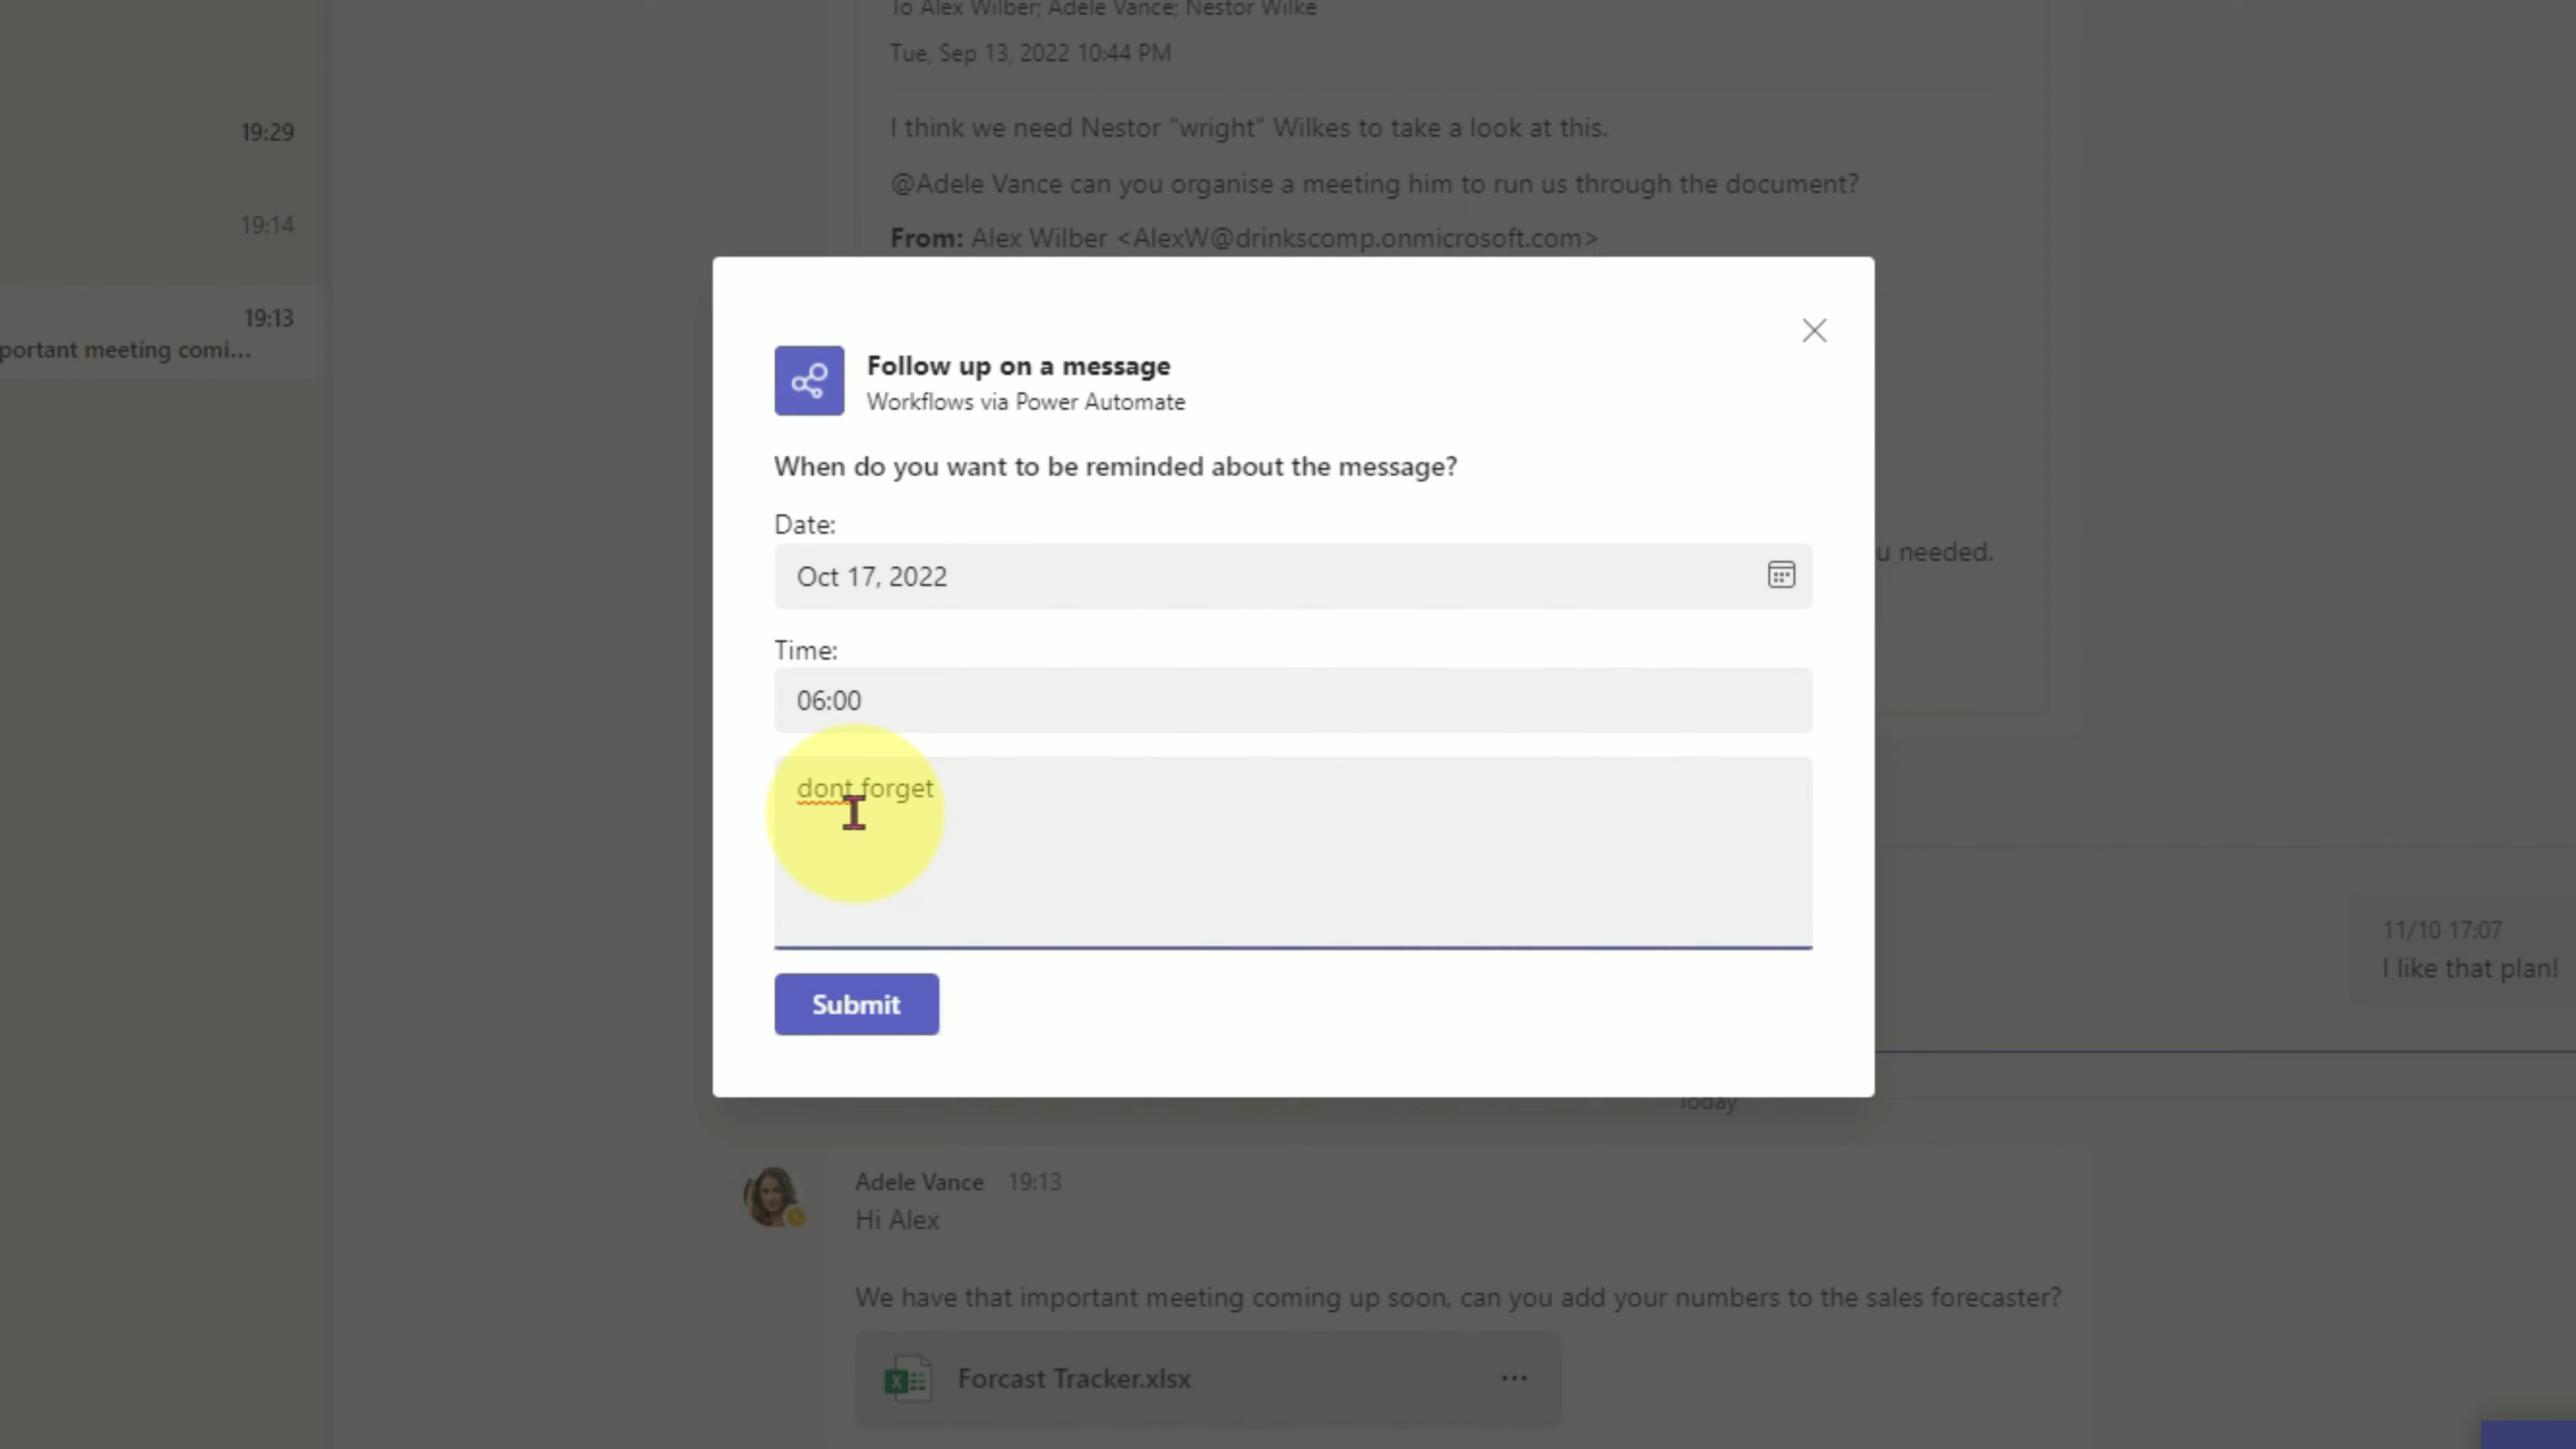 To Alex Wilber; Adele Vance; Nestor Wilke
Tue, Sep 13, 2022 10:44 PM
19:29
I think we need Nestor "wright" Wilkes to take a look at this.
@Adele Vance can you organise a meeting him to run us through the document?
19:14
From: Alex Wilber <AlexW@drinkscomp.onmicrosoft.com>
19:13
portant meeting comi...
Follow up on a message
Workflows via Power Automate
When do you want to be reminded about the message?
Date:
Oct 17, 2022
u needed.
Time:
06:00
dont forget
11/10 17:07
I like that plan!
Submit
Today
Adele Vance 19:13
Hi Alex
We have that important meeting coming up soon, can you add your numbers to the sales forecaster?
Forcast Tracker.xlsx